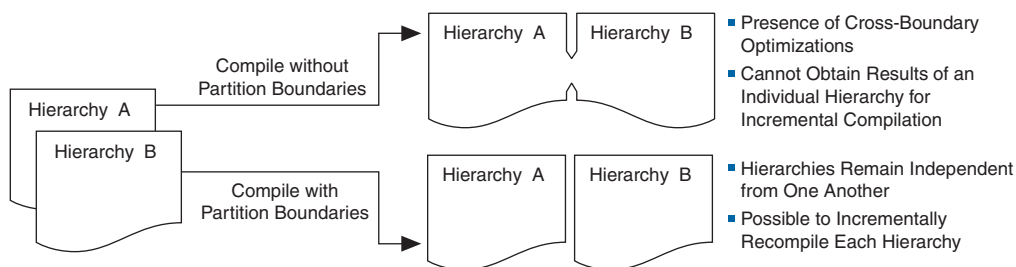 Hierarchy A
Hierarchy B
Compile without
Partition Boundaries
Hierarchy A
Hierarchy B
■ Presence of Cross-Boundary
Optimizations
■ Cannot Obtain Results of an
Individual Hierarchy for
Incremental Compilation
Compile with
Partition Boundaries
Hierarchy A
Hierarchy B
■ Hierarchies Remain Independent
from One Another
■ Possible to Incrementally
Recompile Each Hierarchy